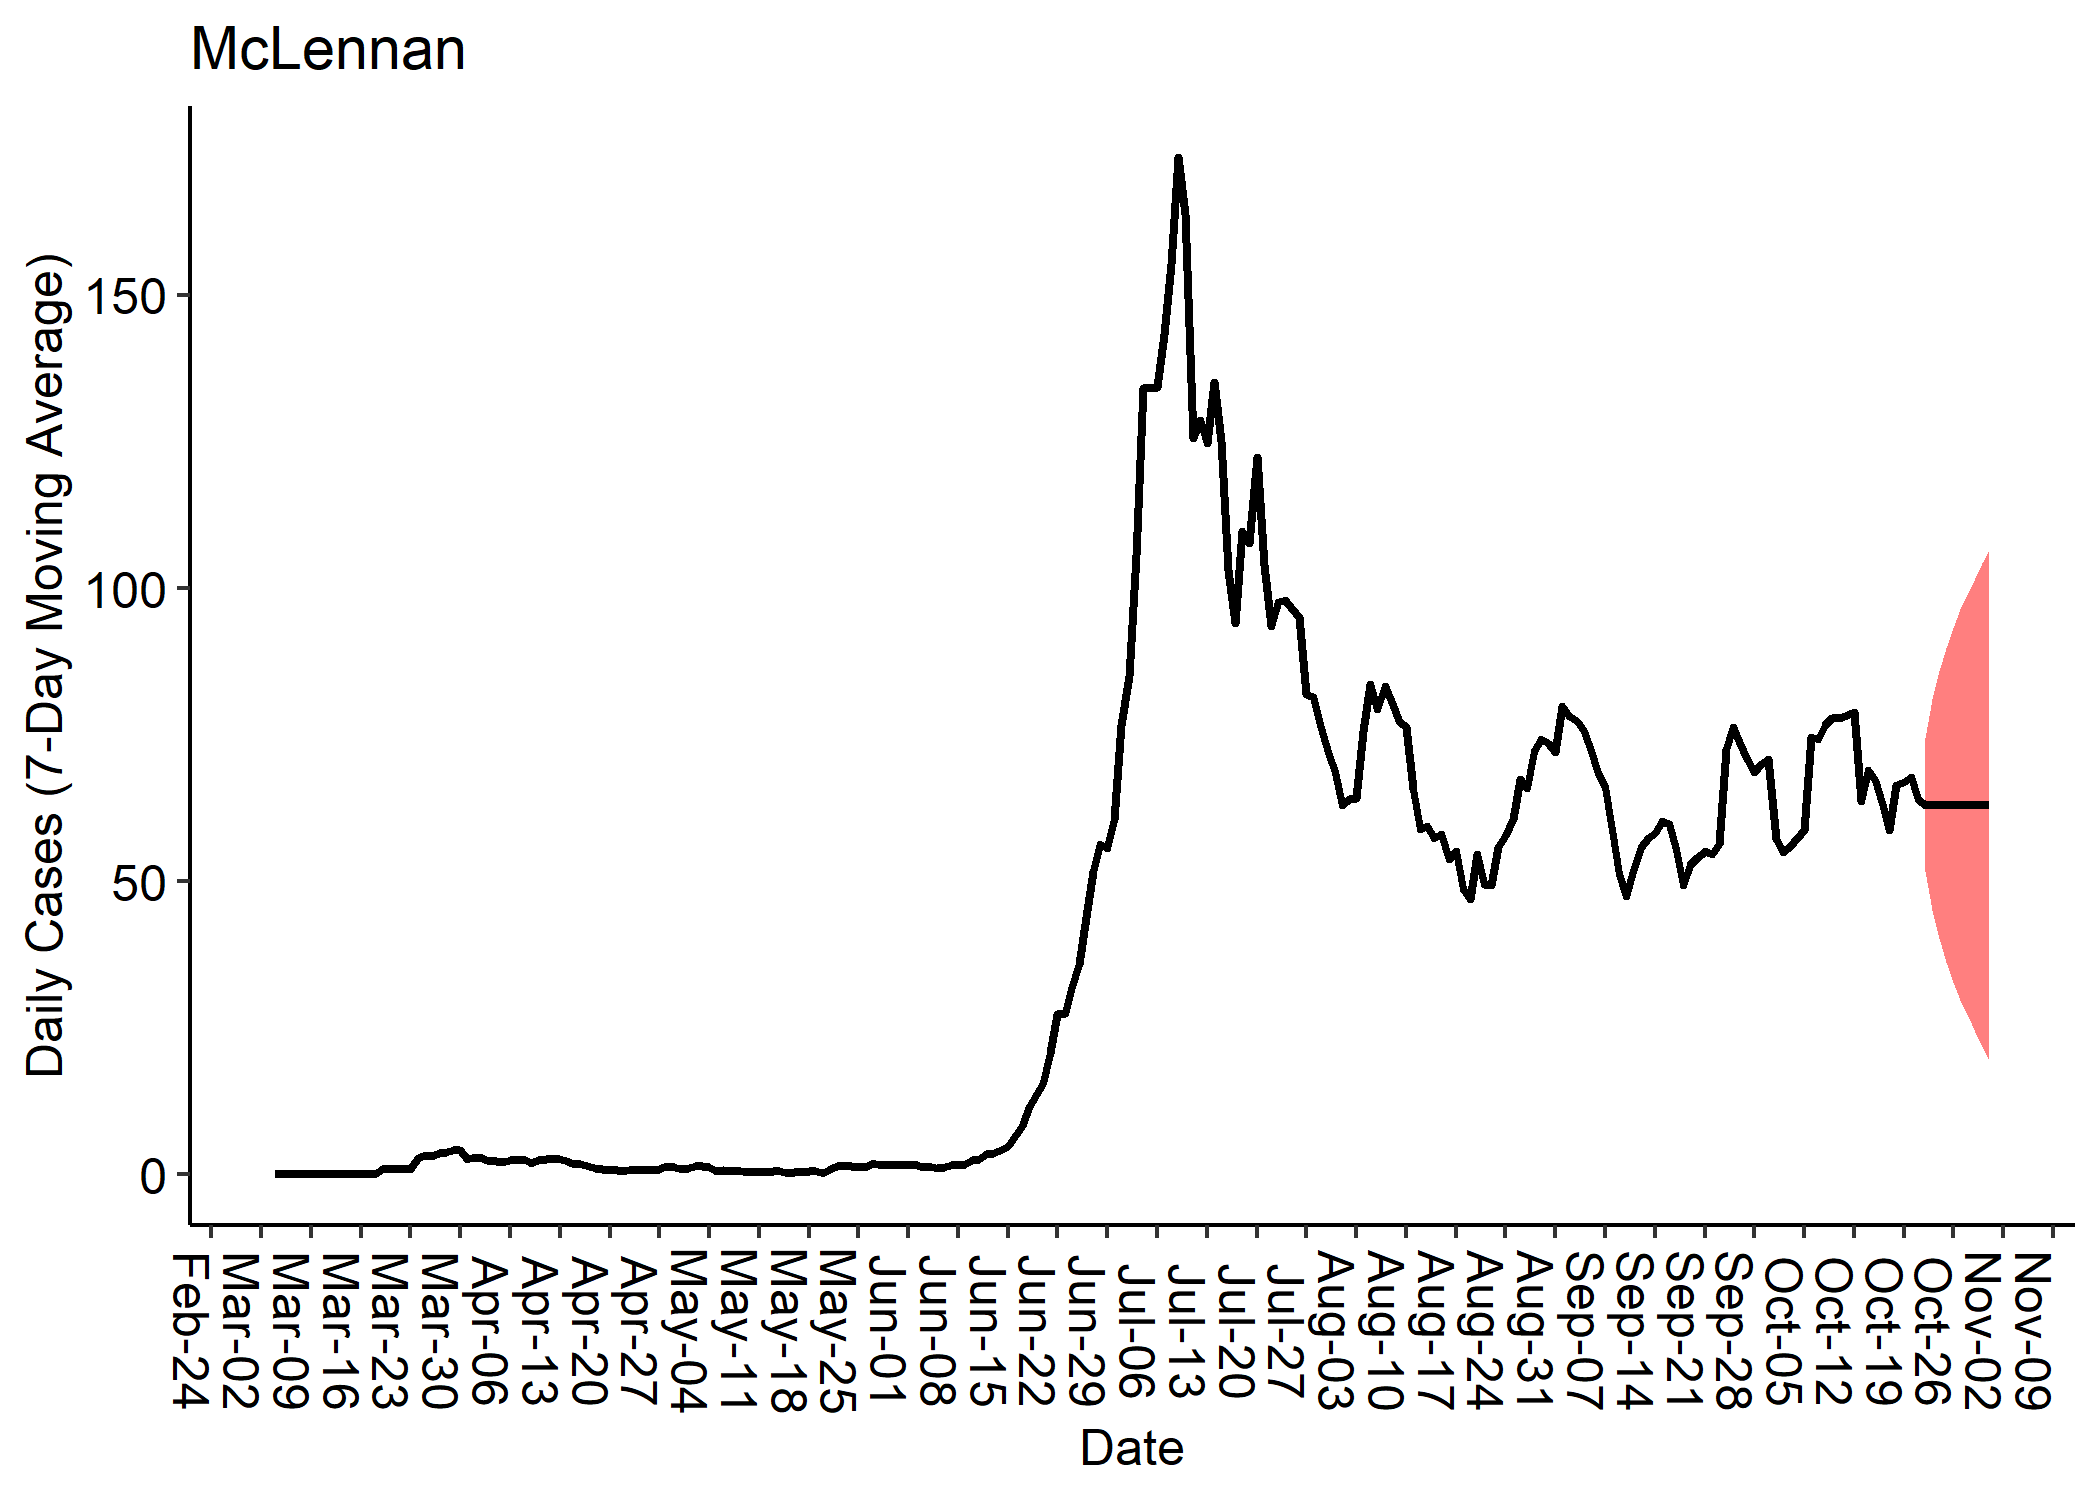 McLennan
Daily Cases (7-Day Moving Average)
150
100
50
0
Feb-24
Mar-02
Mar-09
Mar-16
Mar-23
Mar-30
Apr-06
Apr-13
Apr-20
Apr-27
May-04
May-11
May-18
May-25
Jun-01
Jun-08
Jun-15
Jun-22
Jun-29
Jul-06
Jul-13
Jul-20
Jul-27
Aug-03
Aug-10
Aug-17
Aug-24
Aug-31
Sep-07
Sep-14
Sep-21
Sep-28
Oct-05
Oct-12
Oct-19
Oct-26
Nov-02
Nov-09
Date